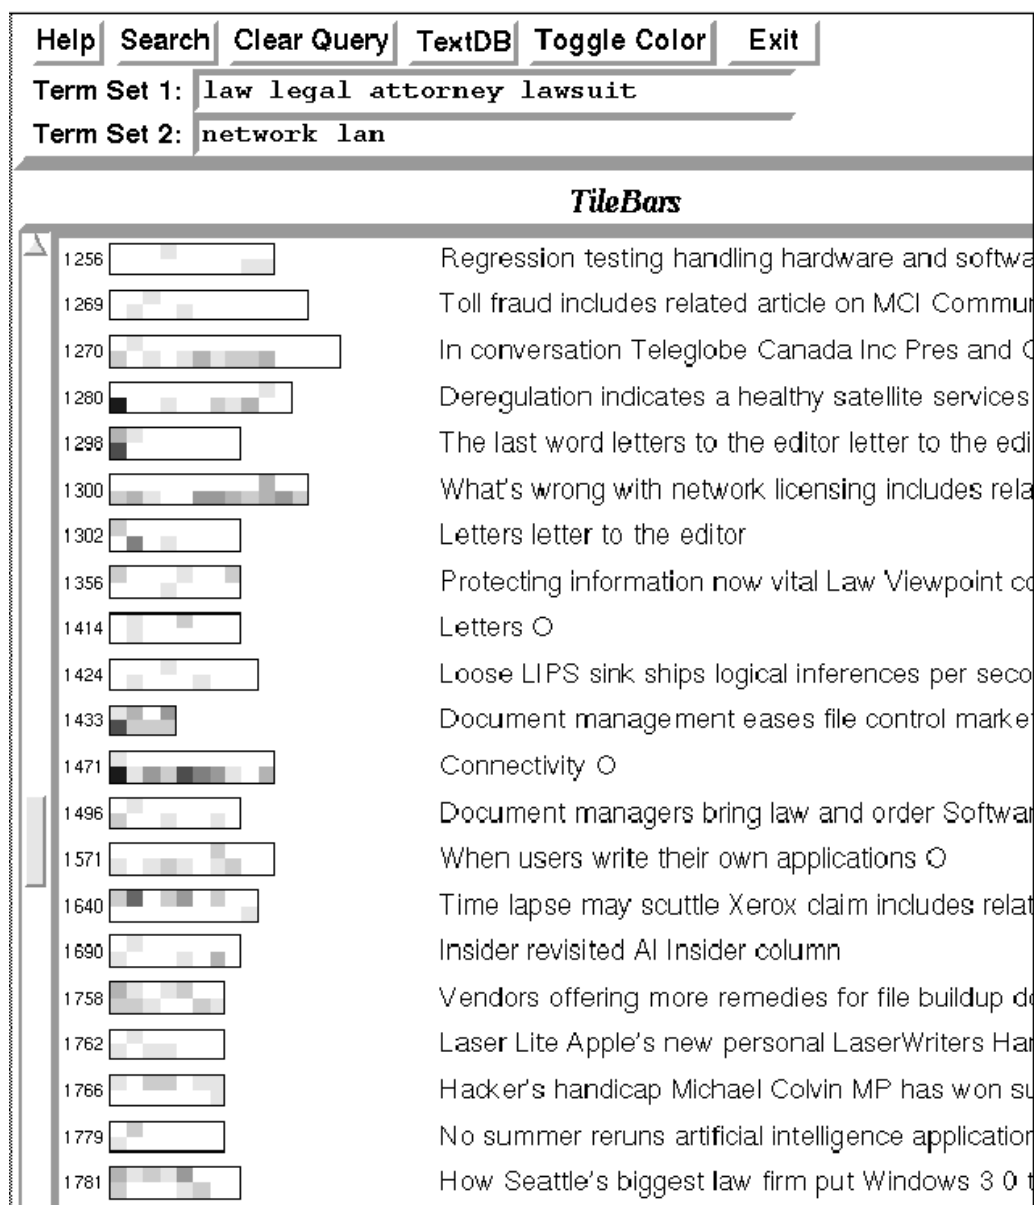 Help Search Clear Query TextDB Toggle Color Exit
Term Set 1: law legal attorney lawsuit
Term Set 2: network lan
TileBars
1256 Regression testing handling hardware and softwa
1269 Toll fraud includes related article on MCI Commun
1270 In conversation Teleglobe Canada Inc Pres and C
1280 Deregulation indicates a healthy satellite services
1298 The last word letters to the editor letter to the edi
1300 What's wrong with network licensing includes rela
1302 Letters letter to the editor
1356 Protecting information now vital Law Viewpoint co
1414 Letters O
1424 Loose LIPS sink ships logical inferences per seco
1433 Document management eases file control marke
1471 Connectivity O
1496 Document managers bring law and order Softwar
1571 When users write their own applications O
1640 Time lapse may scuttle Xerox claim includes relat
1690 Insider revisited AI Insider column
1758 Vendors offering more remedies for file buildup do
1762 Laser Lite Apple's new personal LaserWriters Har
1766 Hacker's handicap Michael Colvin MP has won su
1779 No summer reruns artificial intelligence application
1781 How Seattle's biggest law firm put Windows 3 0 t